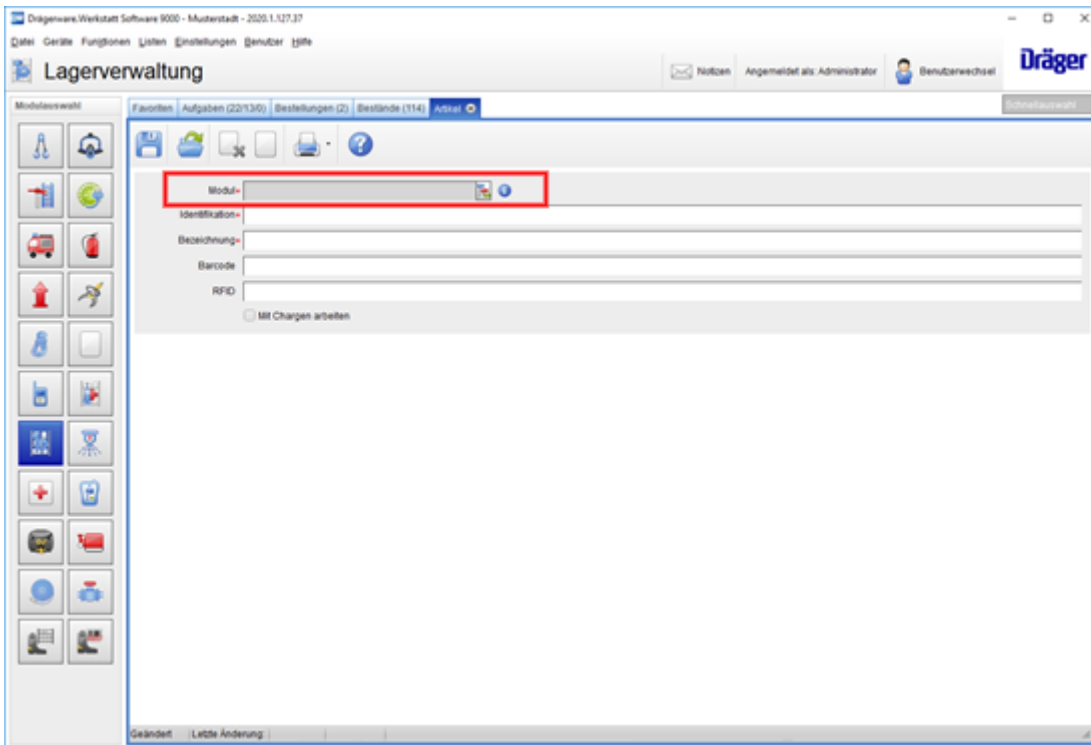 Drägerware.Werkstatt Software 9000 - Musterstadt - 2020.1.127.37
Datei Geräte Funktionen Listen Einstellungen Benutzer Hilfe
Lagerverwaltung
Notizen Angemeldet als: Administrator Benutzerwechsel
Dräger
Modulauswahl
Favoriten Aufgaben (22/13/0) Bestellungen (2) Bestände (114) Artikel
Schnellauswahl
Modul*
Identifikation*
Bezeichnung*
Barcode
RFID
Mit Chargen arbeiten
Geändert Letzte Änderung: